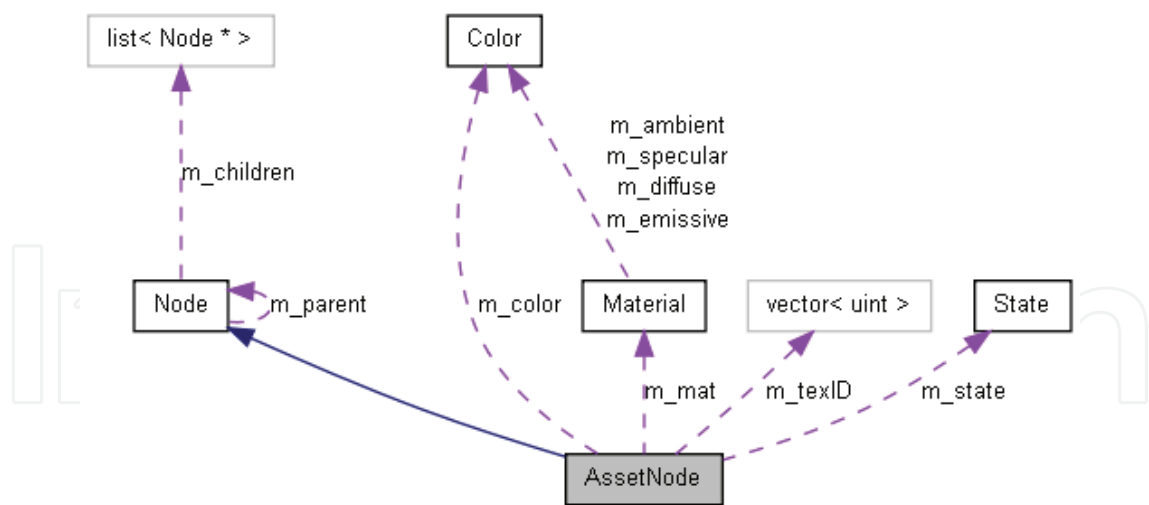 list< Node * >
Color
m_ambient
m_specular
m_diffuse
m_emissive
m_children
Node
m_parent
m_color
Material
vector< uint >
State
m_mat
m_texID
m_state
AssetNode